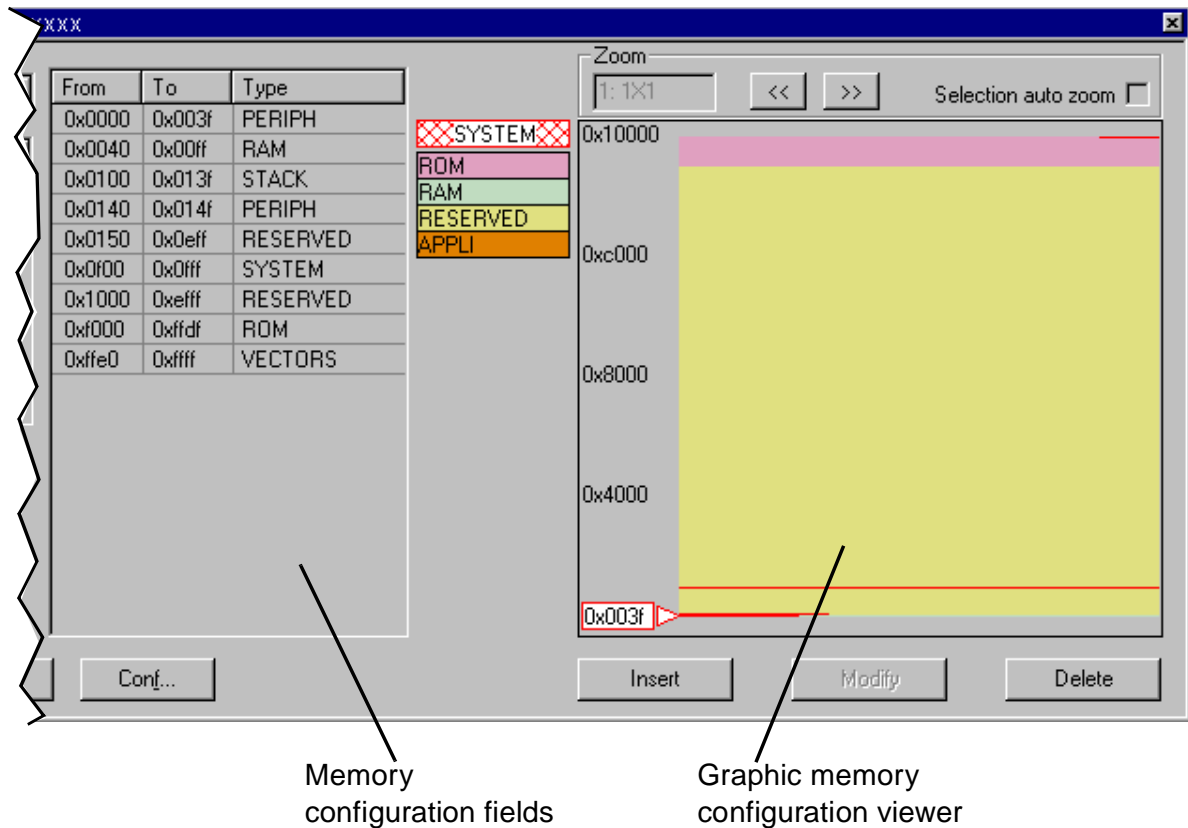 XXX
From To Type
0x0000 0x003f PERIPH
0x0040 0x00ff RAM
0x0100 0x013f STACK
0x0140 0x014f PERIPH
0x0150 0x0eff RESERVED
0x0f00 0x0fff SYSTEM
0x1000 0xefff RESERVED
0xf000 0xffdf ROM
0xffe0 0xffff VECTORS
SYSTEM
ROM
RAM
RESERVED
APPLI
Zoom
1: 1X1 << >> Selection auto zoom
0x10000
0xc000
0x8000
0x4000
0x003f
Conf...
Insert Modify Delete
Memory
configuration fields
Graphic memory
configuration viewer